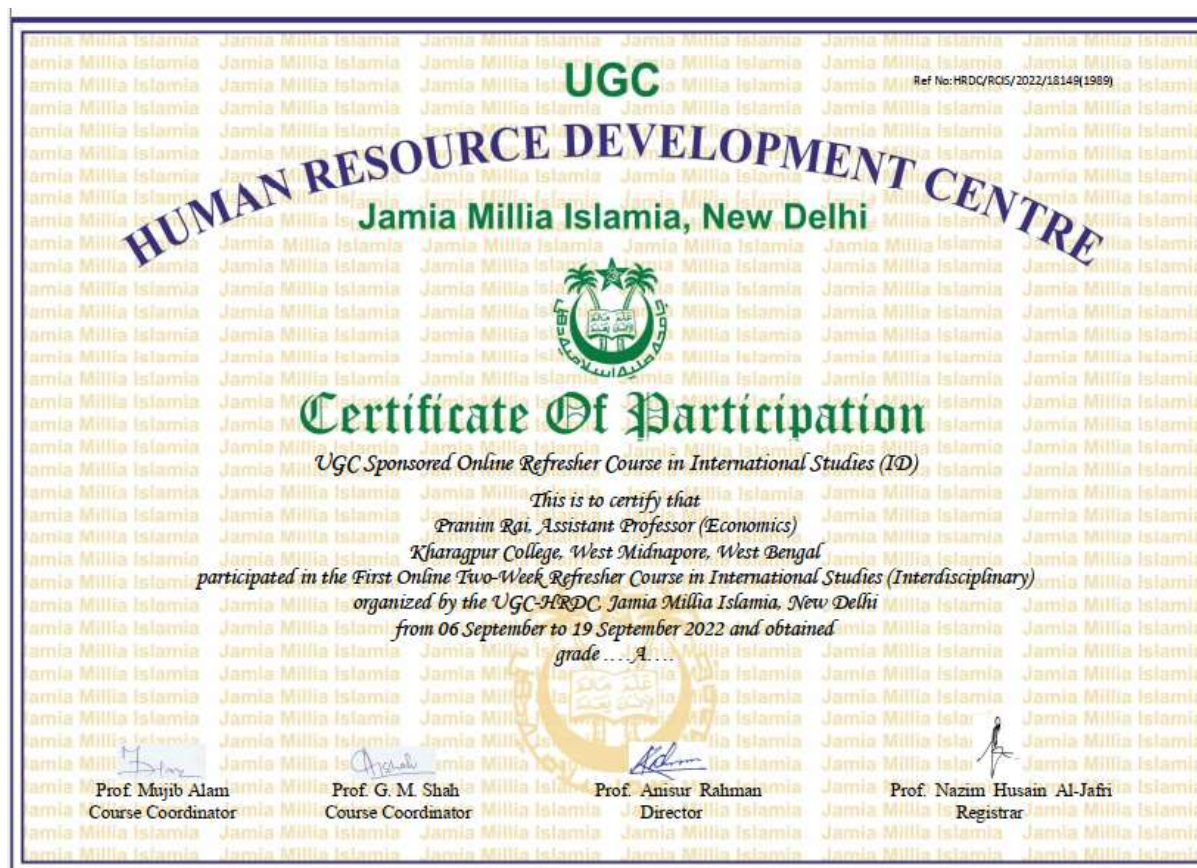 UGC
Ref No:HRDC/RCIS/2022/18149(1989)
HUMAN RESOURCE DEVELOPMENT CENTRE
Jamia Millia Islamia, New Delhi
Certificate Of Participation
UGC Sponsored Online Refresher Course in International Studies (ID)
This is to certify that
Pranim Rai, Assistant Professor (Economics)
Kharagpur College, West Midnapore, West Bengal
participated in the First Online Two-Week Refresher Course in International Studies (Interdisciplinary)
organized by the UGC-HRDC, Jamia Millia Islamia, New Delhi
from 06 September to 19 September 2022 and obtained
grade ....A....
Prof. Mujib Alam
Course Coordinator
Prof. G. M. Shah
Course Coordinator
Prof. Anisur Rahman
Director
Prof. Nazim Husain Al-Jafri
Registrar